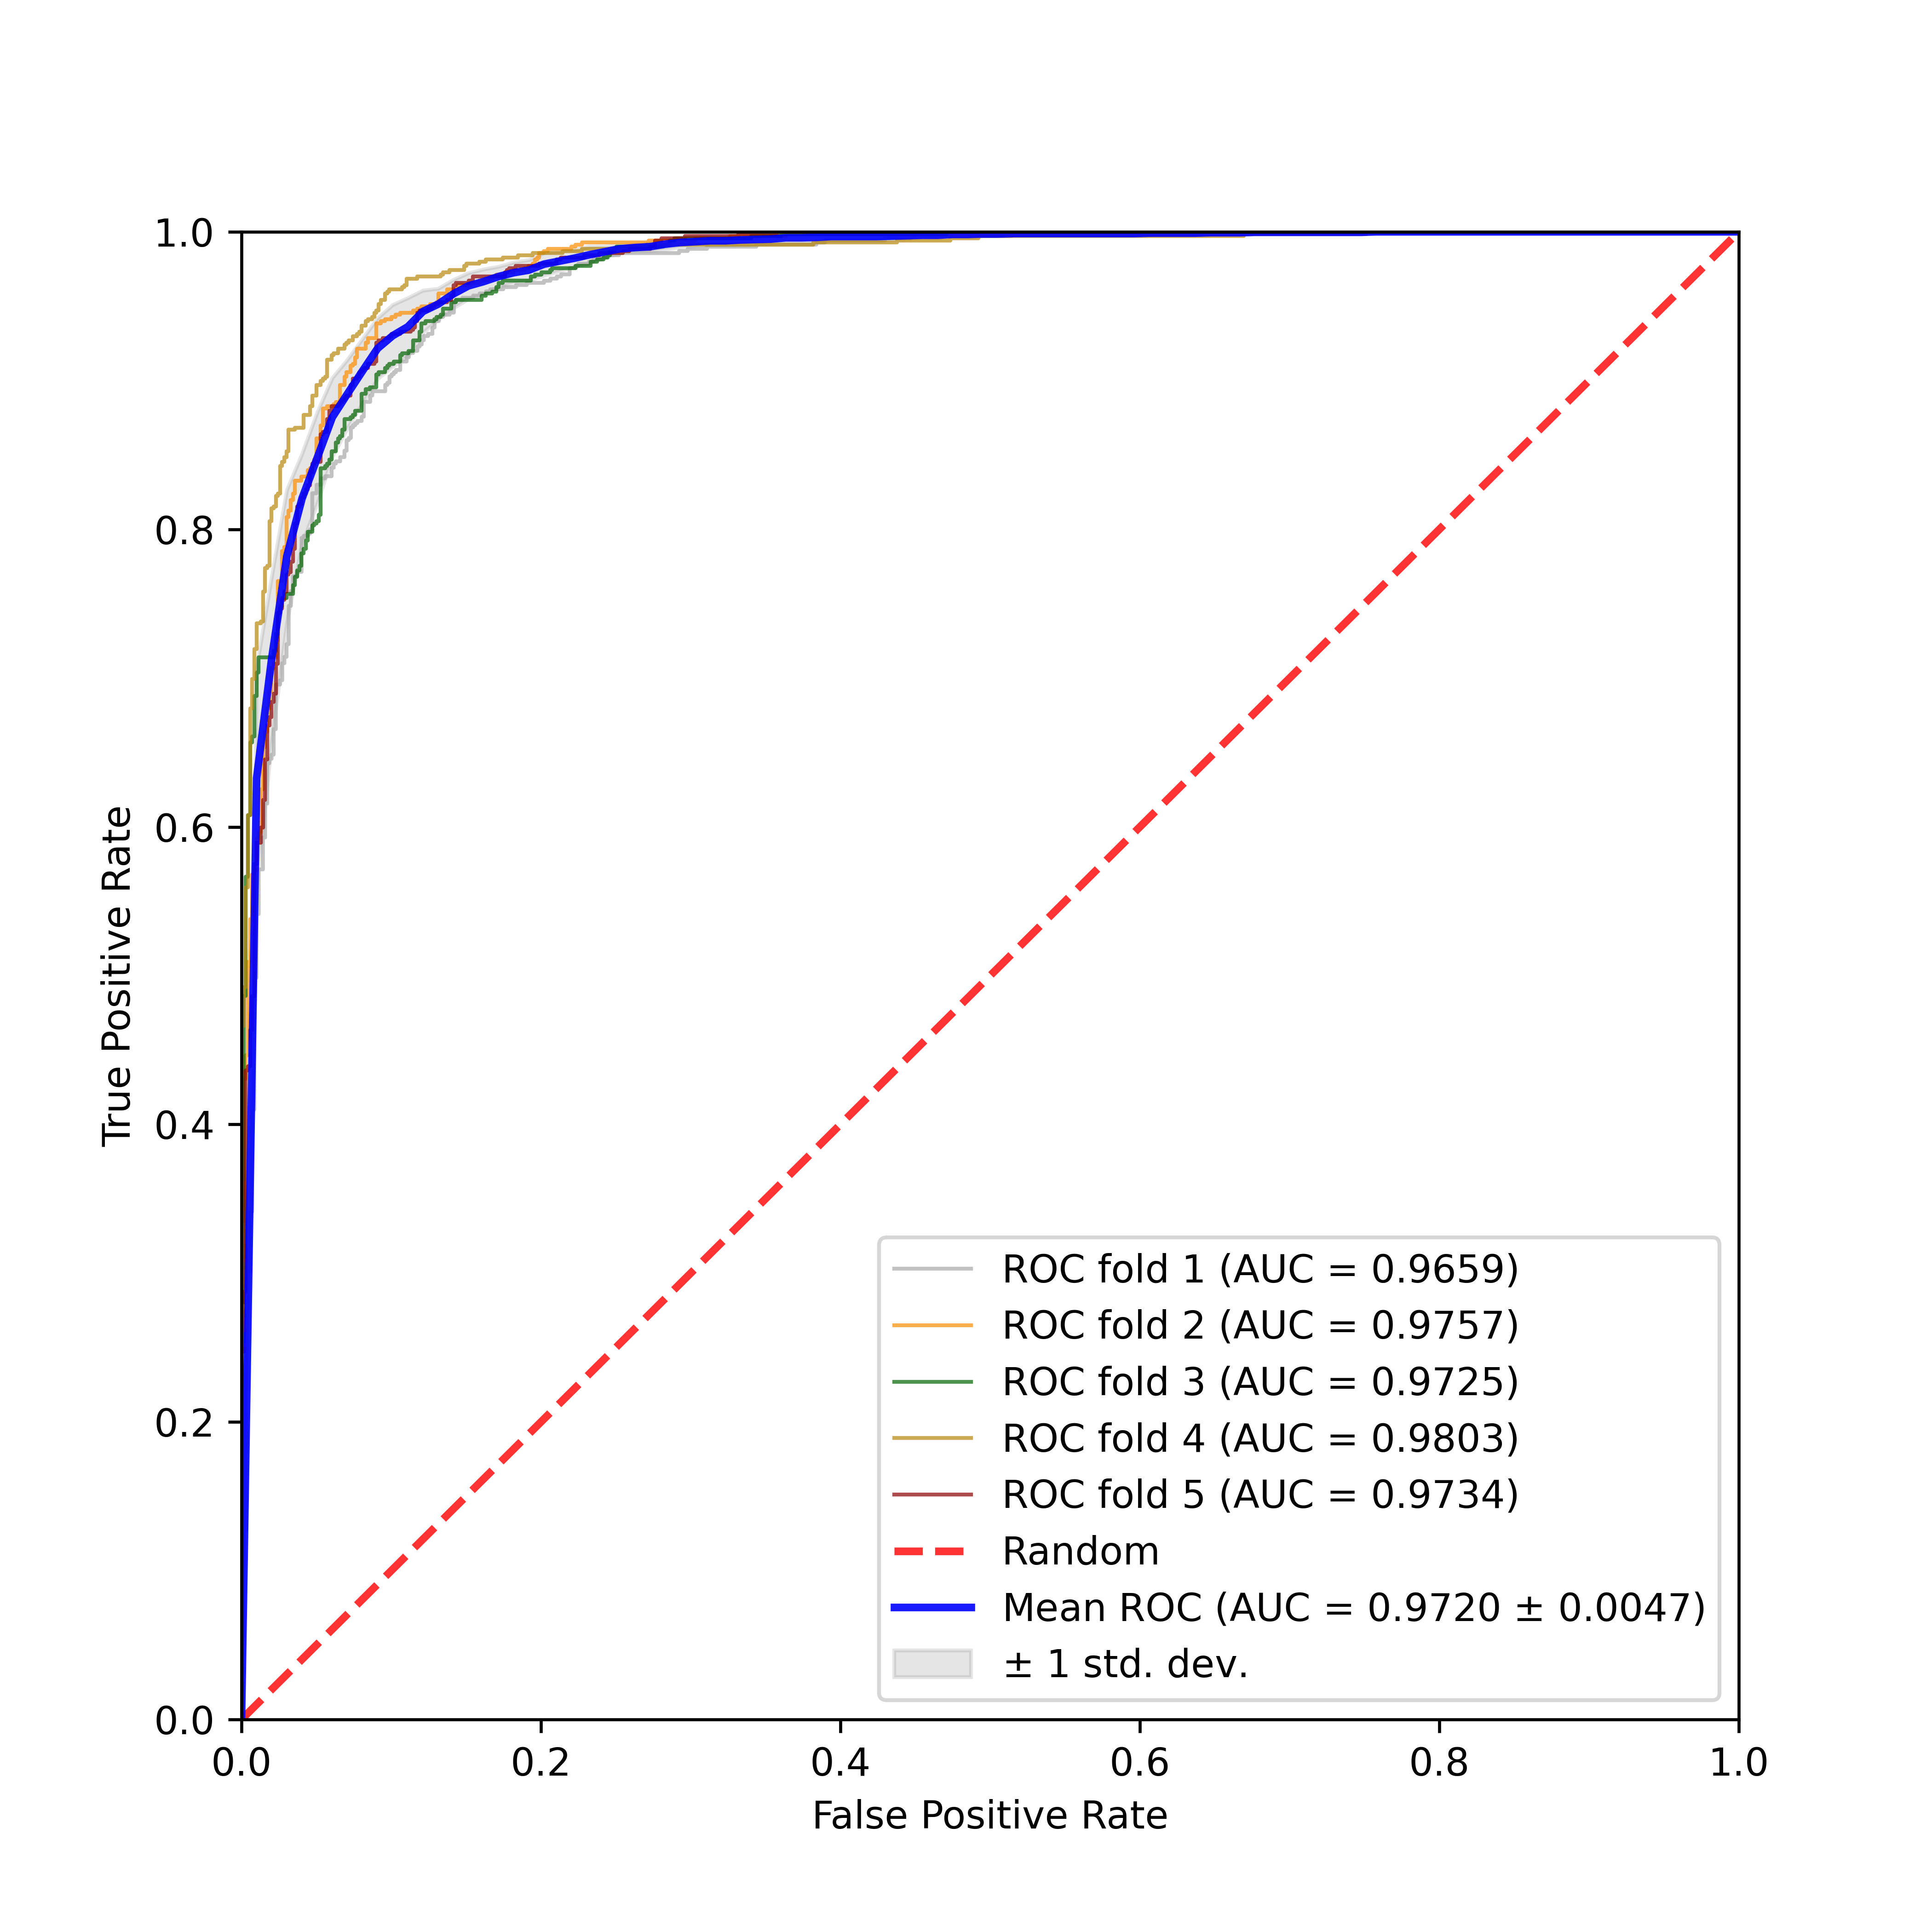 1.0
0.8
0.6
0.4
0.2
0.0
True Positive Rate
0.0 0.2 0.4 0.6 0.8 1.0
False Positive Rate
ROC fold 1 (AUC = 0.9659)
ROC fold 2 (AUC = 0.9757)
ROC fold 3 (AUC = 0.9725)
ROC fold 4 (AUC = 0.9803)
ROC fold 5 (AUC = 0.9734)
Random
Mean ROC (AUC = 0.9720 ± 0.0047)
± 1 std. dev.